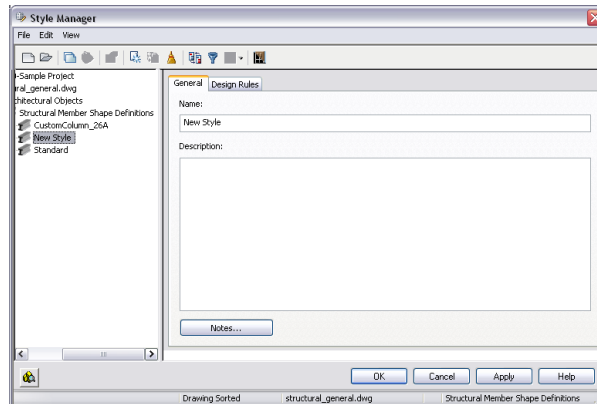 Style Manager
File Edit View
-Sample Project
ral_general.dwg
chitectural Objects
Structural Member Shape Definitions
CustomColumn_26A
New Style
Standard
General Design Rules
Name:
New Style
Description:
Notes...
OK Cancel Apply Help
Drawing Sorted structural_general.dwg Structural Member Shape Definitions